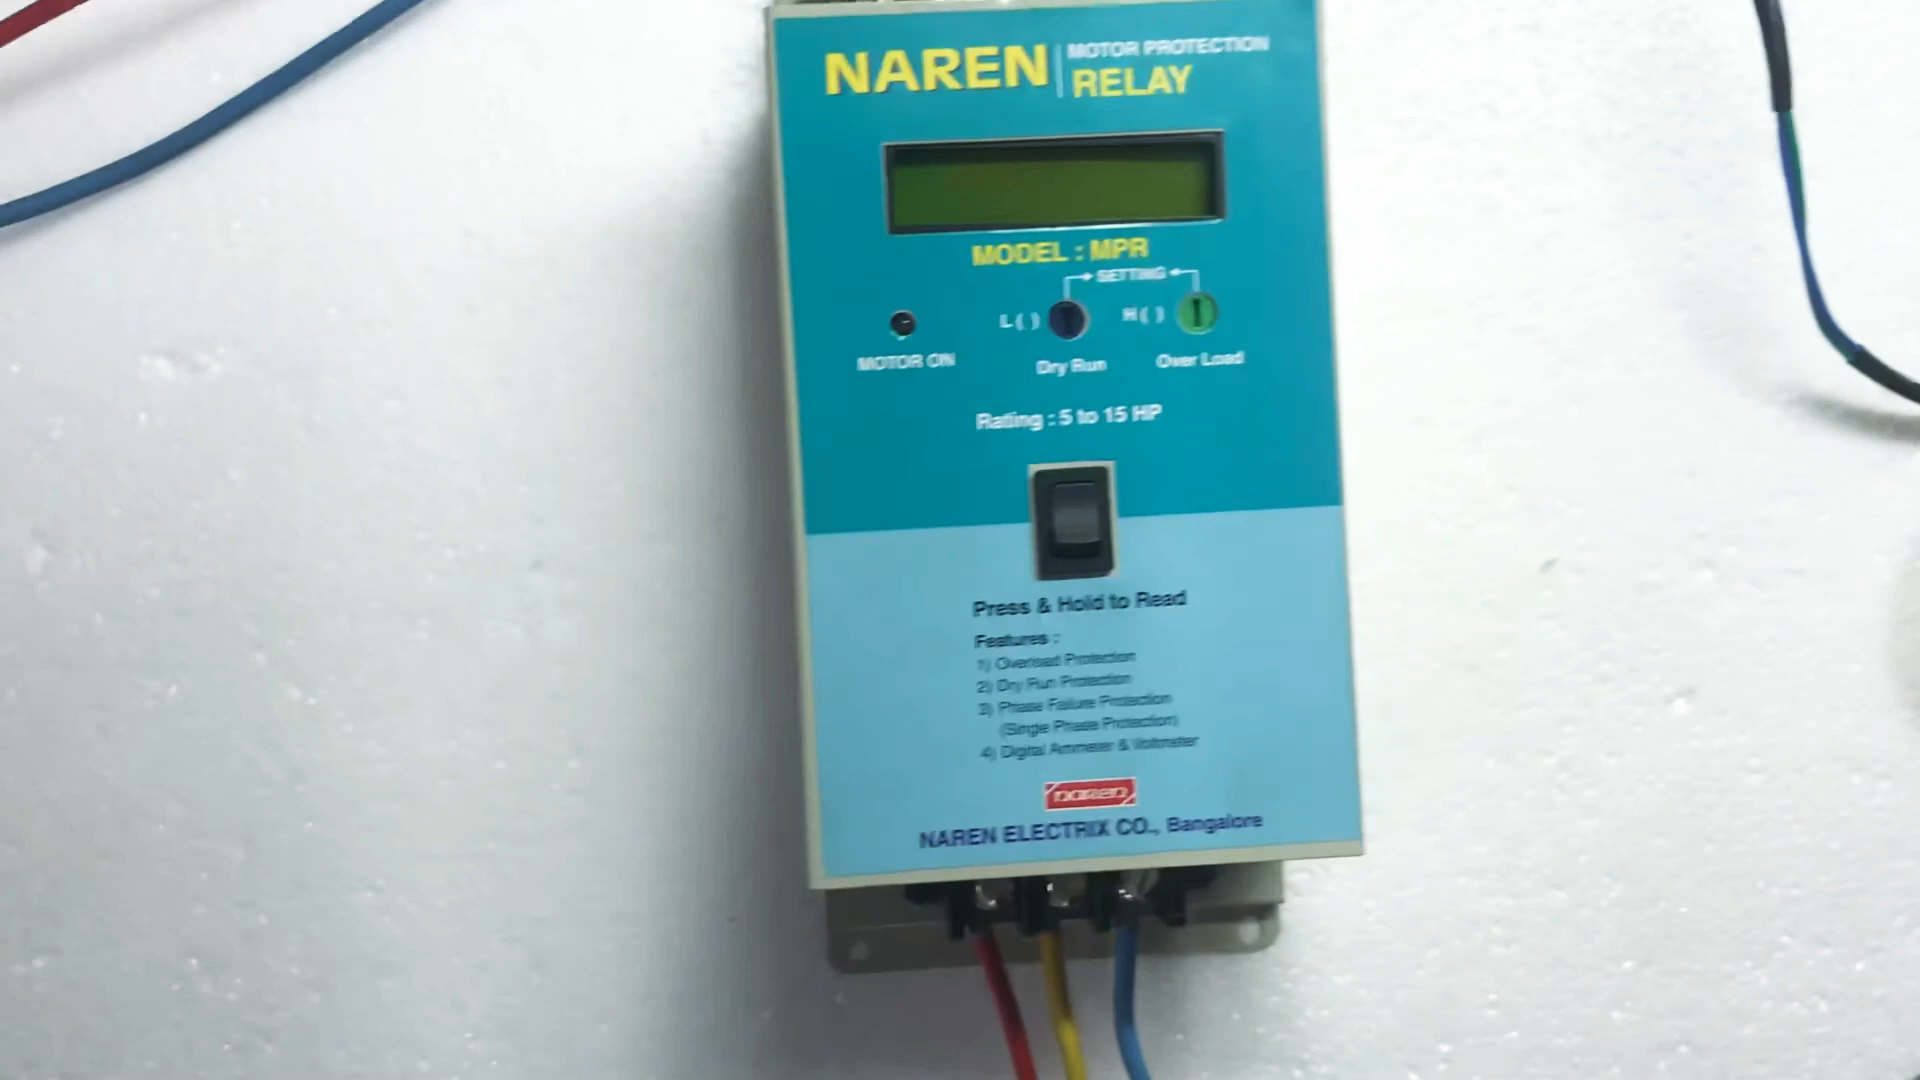 NAREN
MOTOR PROTECTION
RELAY
MODEL : MPR
SETTING
L ( )
H ( )
MOTOR ON
Dry Run
Over Load
Rating : 5 to 15 HP
Press & Hold to Read
Features :
1) Overload Protection
2) Dry Run Protection
3) Phase Failure Protection
(Single Phase Protection)
4) Digital Ammeter & Voltmeter
naren
NAREN ELECTRIX CO., Bangalore